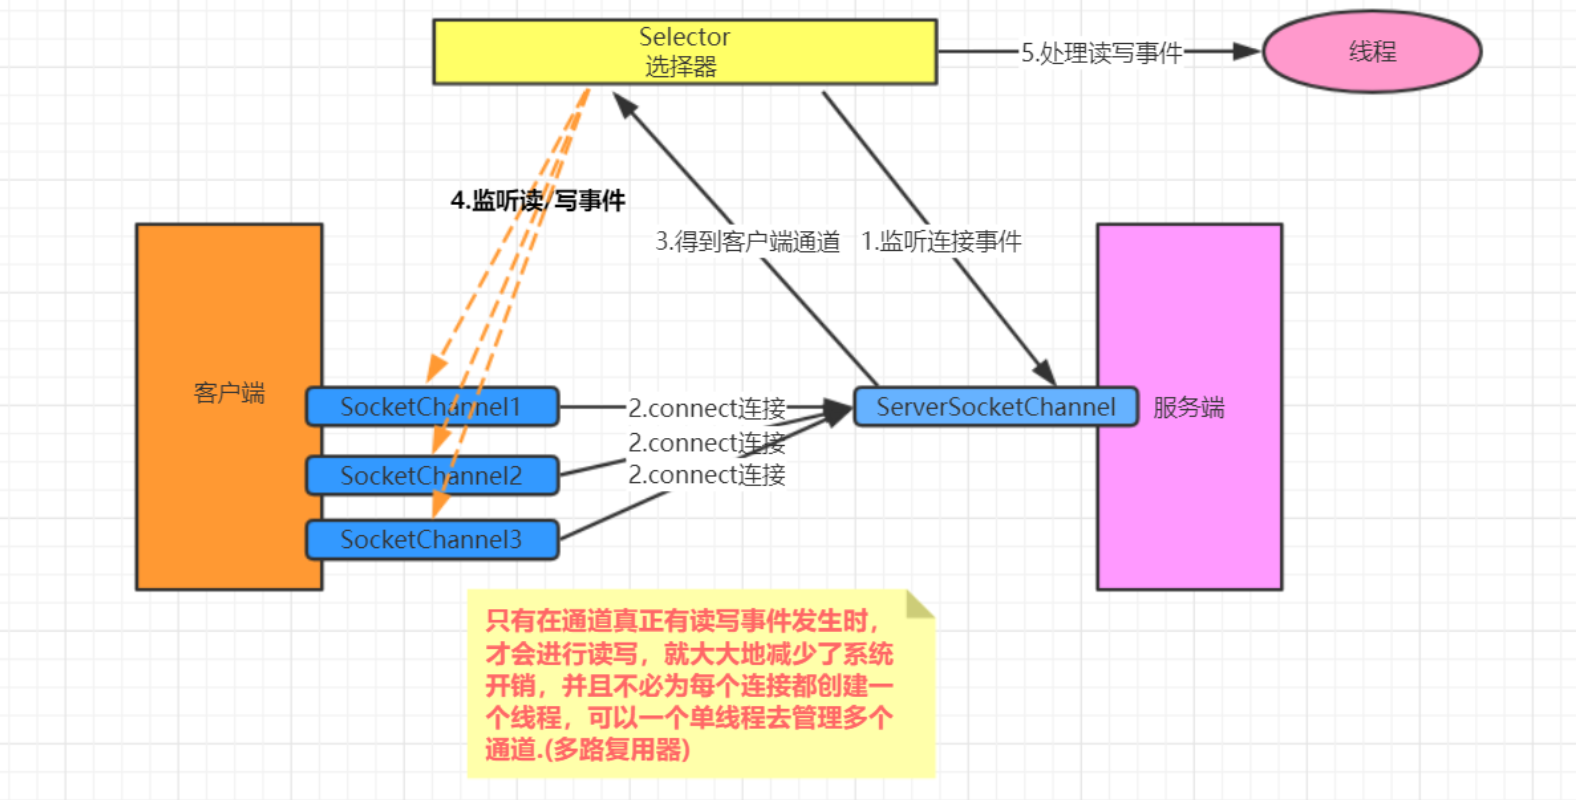 Selector
选择器
5.处理读写事件
线程
4.监听读/写事件
3.得到客户端通道
1.监听连接事件
客户端
SocketChannel1
2.connect连接
ServerSocketChannel
服务端
2.connect连接
SocketChannel2
2.connect连接
SocketChannel3
只有在通道真正有读写事件发生时，
才会进行读写，就大大地减少了系统
开销，并且不必为每个连接都创建一
个线程，可以一个单线程去管理多个
通道.(多路复用器)